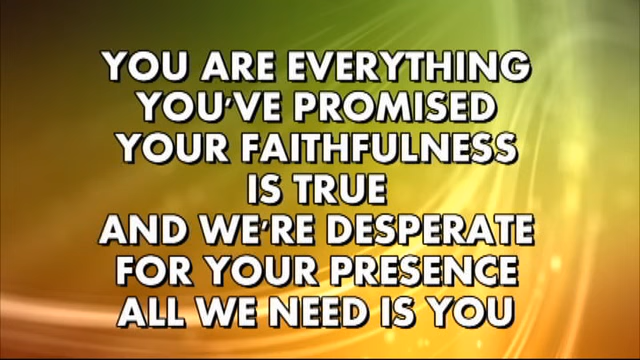 YOU ARE EVERYTHING
YOU'VE PROMISED
YOUR FAITHFULNESS
IS TRUE
AND WE'RE DESPERATE
FOR YOUR PRESENCE
ALL WE NEED IS YOU